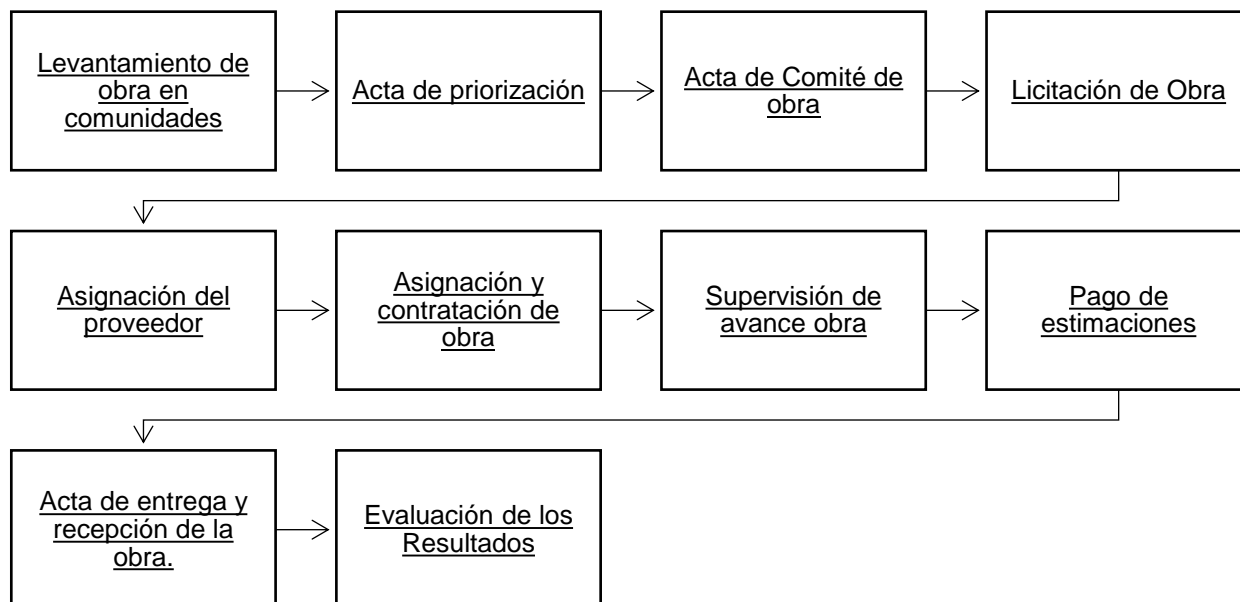 Levantamiento de
obra en
comunidades
Acta de priorización
Acta de Comité de
obra
Licitación de Obra
Asignación del
proveedor
Asignación y
contratación de
obra
Supervisión de
avance obra
Pago de
estimaciones
Acta de entrega y
recepción de la
obra.
Evaluación de los
Resultados